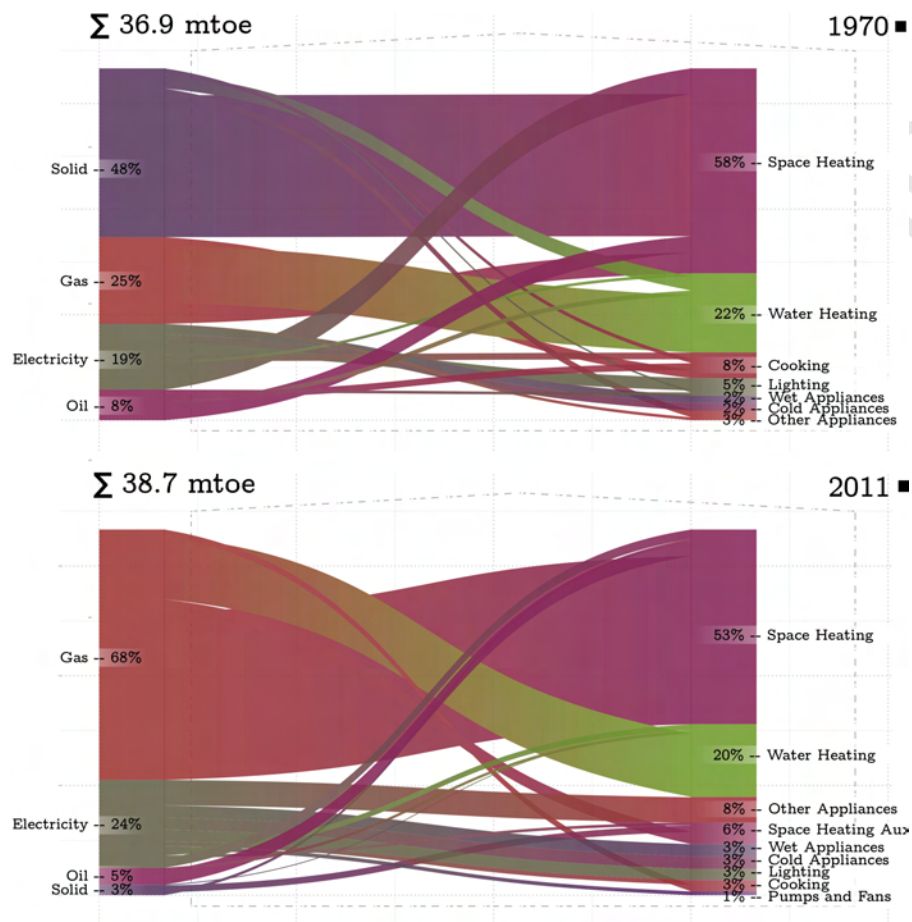 ∑ 36.9 mtoe
1970 ■
Solid -- 48%
58% -- Space Heating
Gas -- 25%
22% -- Water Heating
Electricity -- 19%
8% -- Cooking
5% -- Lighting
2% -- Wet Appliances
Oil -- 8%
-- Cold Appliances
3% -- Other Appliances
∑ 38.7 mtoe
2011 ■
53% -- Space Heating
Gas -- 68%
20% -- Water Heating
8% -- Other Appliances
Electricity -- 24%
6% -- Space Heating Aux
3% -- Wet Appliances
3% -- Cold Appliances
3% -- Lighting
Oil -- 5%
3% -- Cooking
Solid -- 3%
1% -- Pumps and Fans